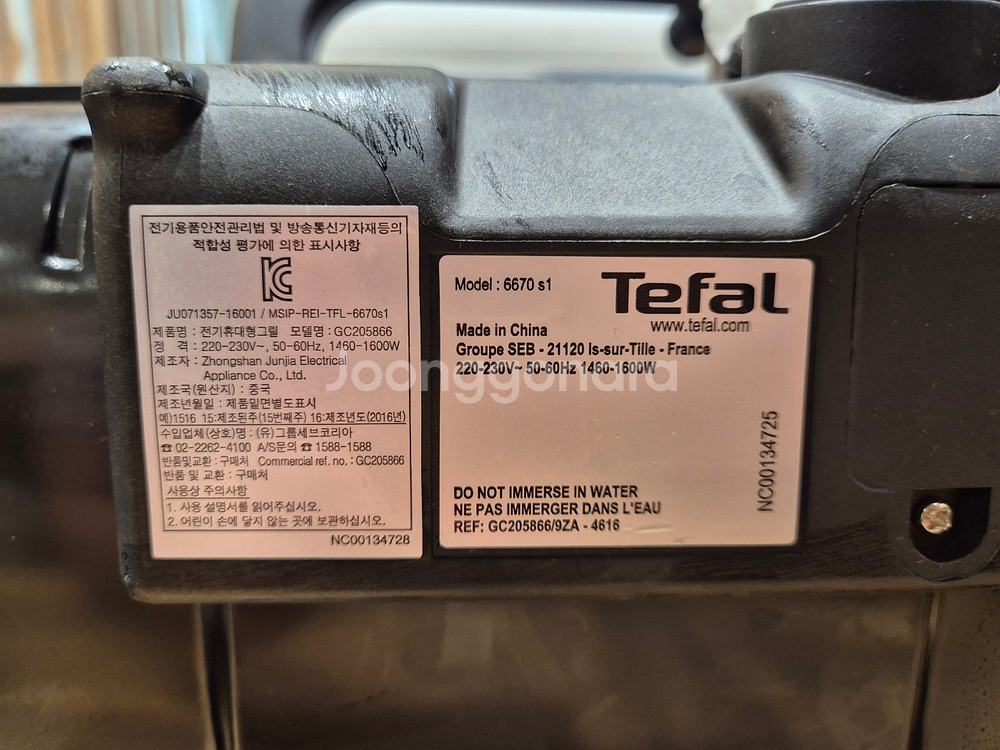 전기용품안전관리법 및 방송통신기자재등의
적합성 평가에 의한 표시사항
JU071357-16001 / MSIP-REI-TFL-6670s1
제품명 : 전기휴대형그릴 모델명 : GC205866
정 격 : 220-230V~, 50-60Hz, 1460-1600W
제조자 : Zhongshan Junjia Electrical
Appliance Co., Ltd.
제조국(원산지) : 중국
제조년월일 : 제품밑면별도표시
예)1516 15:제조된주(15번째주) 16:제조년도(2016년)
수입업체(상호명) : (유)그룹세브코리아
☎ 02-2262-4100 A/S문의 ☎ 1588-1588
반품및교환 : 구매처 Commercial ref. no. : GC205866
반품 및 교환 : 구매처
사용상 주의사항
1. 사용 설명서를 읽어주십시오.
2. 어린이 손에 닿지 않는 곳에 보관하십시오.
NC00134728
Model : 6670 s1
Tefal
www.tefal.com
Made in China
Groupe SEB - 21120 Is-sur-Tille - France
220-230V~ 50-60Hz 1460-1600W
NC00134725
DO NOT IMMERSE IN WATER
NE PAS IMMERGER DANS L'EAU
REF: GC205866/9ZA - 4616
Joonggonara